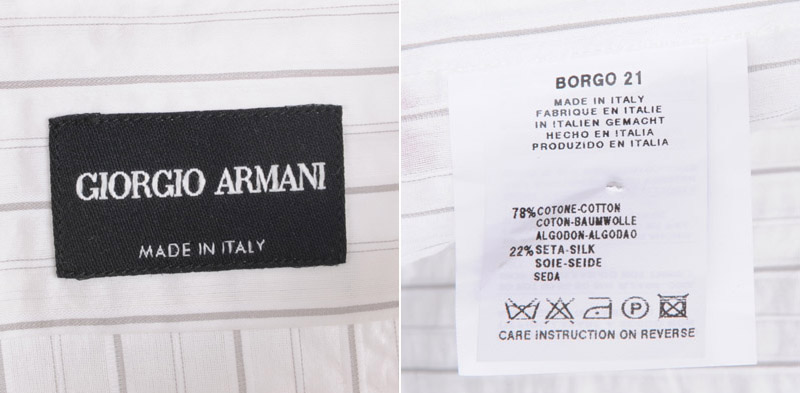 GIORGIO ARMANI
MADE IN ITALY
BORGO 21
MADE IN ITALY
FABRIQUE EN ITALIE
IN ITALIEN GEMACHT
HECHO EN ITALIA
PRODUZIDO EN ITALIA
78% COTONE-COTTON
COTON-BAUMWOLLE
ALGODON-ALGODAO
22% SETA-SILK
SOIE-SEIDE
SEDA
P
CARE INSTRUCTION ON REVERSE